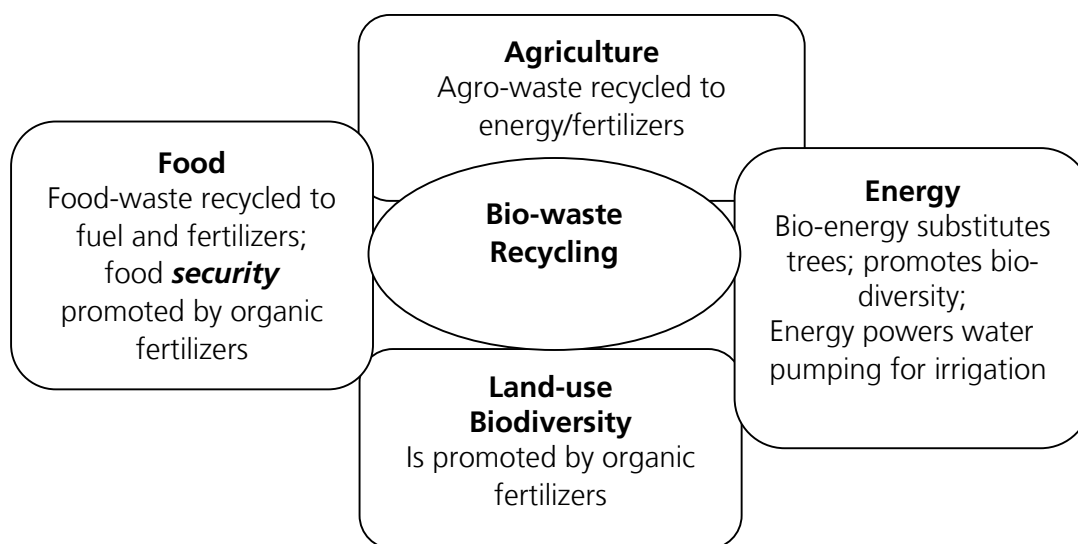 Agriculture
Agro-waste recycled to
energy/fertilizers
Food
Food-waste recycled to
fuel and fertilizers;
food security
promoted by organic
fertilizers
Bio-waste
Recycling
Energy
Bio-energy substitutes
trees; promotes bio-
diversity;
Energy powers water
pumping for irrigation
Land-use
Biodiversity
Is promoted by organic
fertilizers